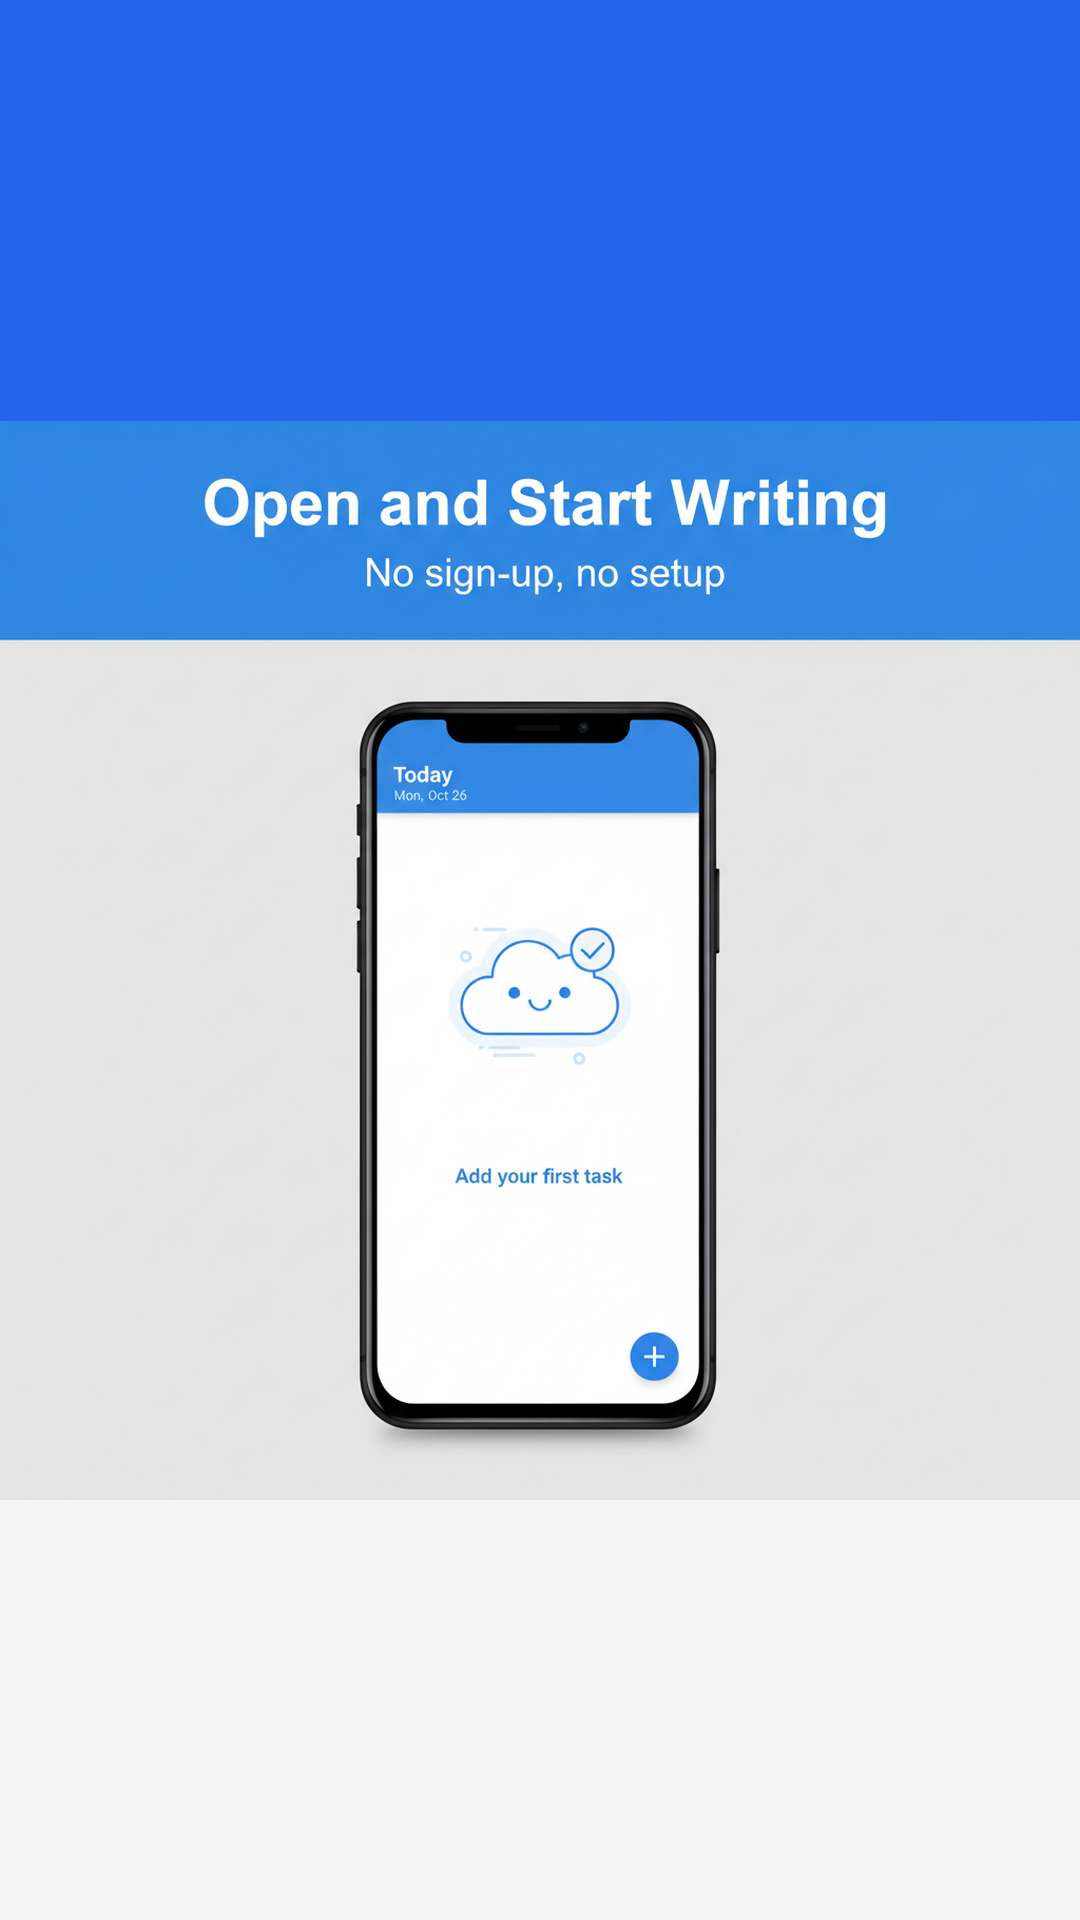 Open and Start Writing
No sign-up, no setup
Today
Mon, Oct 26
Add your first task